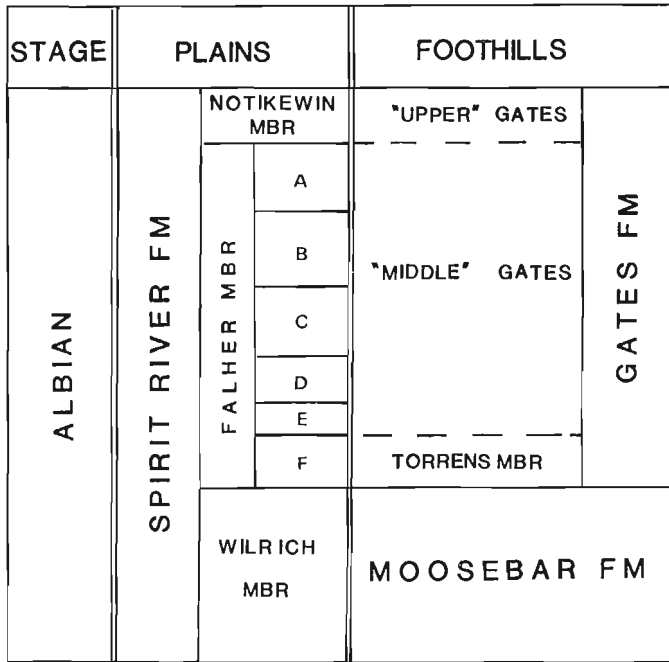 STAGE
PLAINS
FOOTHILLS
ALBIAN
SPIRIT RIVER FM
NOTIKEWIN
MBR
FALHER MBR
A
B
C
D
E
F
WILRICH
MBR
"UPPER" GATES
"MIDDLE" GATES
TORRENS MBR
GATES FM
MOOSEBAR FM